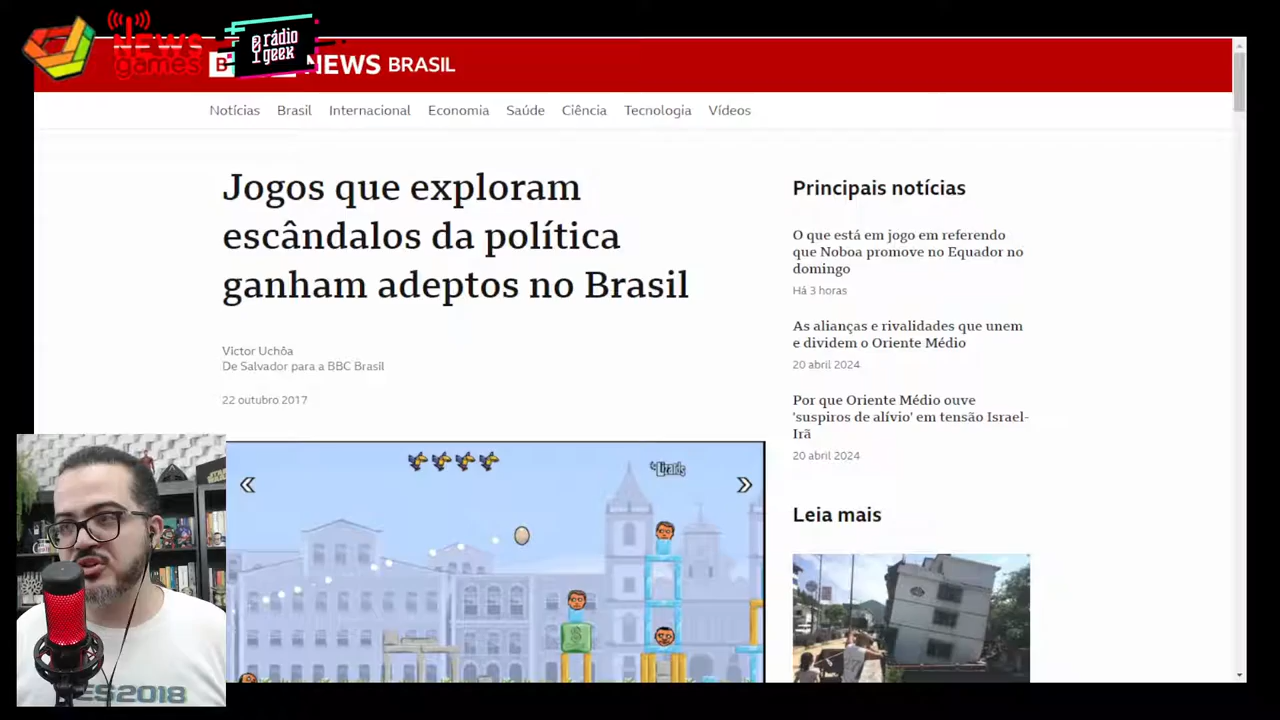 NEWS
games
rádio
geek
B NEWS BRASIL
Notícias Brasil Internacional Economia Saúde Ciência Tecnologia Vídeos
Jogos que exploram
escândalos da política
ganham adeptos no Brasil
Victor Uchôa
De Salvador para a BBC Brasil
22 outubro 2017
Lizards
Principais notícias
O que está em jogo em referendo
que Noboa promove no Equador no
domingo
Há 3 horas
As alianças e rivalidades que unem
e dividem o Oriente Médio
20 abril 2024
Por que Oriente Médio ouve
'suspiros de alívio' em tensão Israel-
Irã
20 abril 2024
Leia mais
ES2018